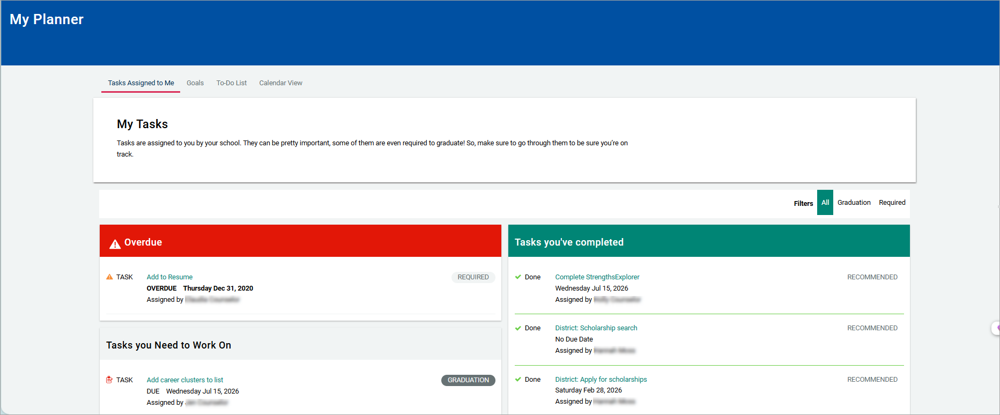 My Planner
Tasks Assigned to Me Goals To-Do List Calendar View
My Tasks
Tasks are assigned to you by your school. They can be pretty important, some of them are even required to graduate! So, make sure to go through them to be sure you're on
track.
Filters All Graduation Required
Overdue
TASK Add to Resume REQUIRED
OVERDUE Thursday Dec 31, 2020
Assigned by
Tasks you Need to Work On
TASK Add career clusters to list GRADUATION
DUE Wednesday Jul 15, 2026
Assigned by
Tasks you've completed
Done Complete StrengthsExplorer RECOMMENDED
Wednesday Jul 15, 2026
Assigned by
Done District: Scholarship search RECOMMENDED
No Due Date
Assigned by
Done District: Apply for scholarships RECOMMENDED
Saturday Feb 28, 2026
Assigned by